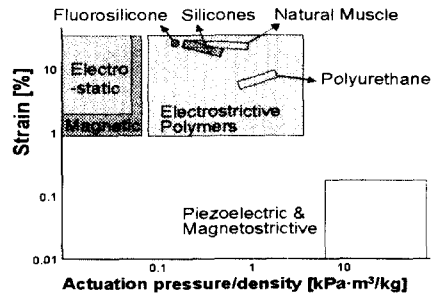 Fluorosilicone Silicones Natural Muscle
Polyurethane
Electro
-static
Magnetic
Electrostrictive
Polymers
Piezoelectric &
Magnetostrictive
Strain [%]
10
1
0.1
0.01
0.1 1 10
Actuation pressure/density [kPa·m³/kg]